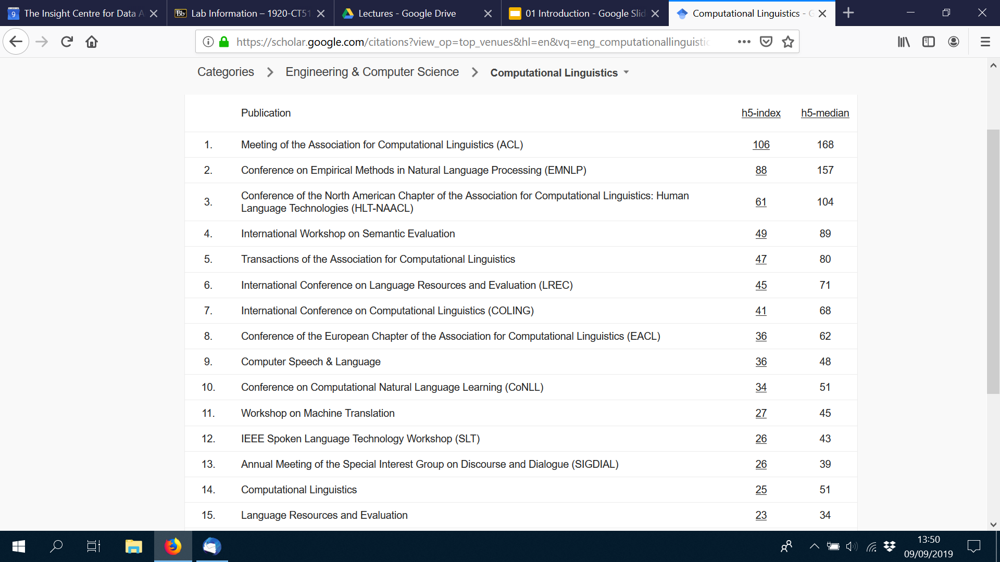 The Insight Centre for Data A
Lab Information – 1920-CT51
Lectures - Google Drive
01 Introduction - Google Slid
Computational Linguistics - G
https://scholar.google.com/citations?view_op=top_venues&hl=en&vq=eng_computationallinguistic
Categories > Engineering & Computer Science > Computational Linguistics
Publication h5-index h5-median
1. Meeting of the Association for Computational Linguistics (ACL) 106 168
2. Conference on Empirical Methods in Natural Language Processing (EMNLP) 88 157
3. Conference of the North American Chapter of the Association for Computational Linguistics: Human
Language Technologies (HLT-NAACL) 61 104
4. International Workshop on Semantic Evaluation 49 89
5. Transactions of the Association for Computational Linguistics 47 80
6. International Conference on Language Resources and Evaluation (LREC) 45 71
7. International Conference on Computational Linguistics (COLING) 41 68
8. Conference of the European Chapter of the Association for Computational Linguistics (EACL) 36 62
9. Computer Speech & Language 36 48
10. Conference on Computational Natural Language Learning (CoNLL) 34 51
11. Workshop on Machine Translation 27 45
12. IEEE Spoken Language Technology Workshop (SLT) 26 43
13. Annual Meeting of the Special Interest Group on Discourse and Dialogue (SIGDIAL) 26 39
14. Computational Linguistics 25 51
15. Language Resources and Evaluation 23 34
13:50
09/09/2019
9
Bb